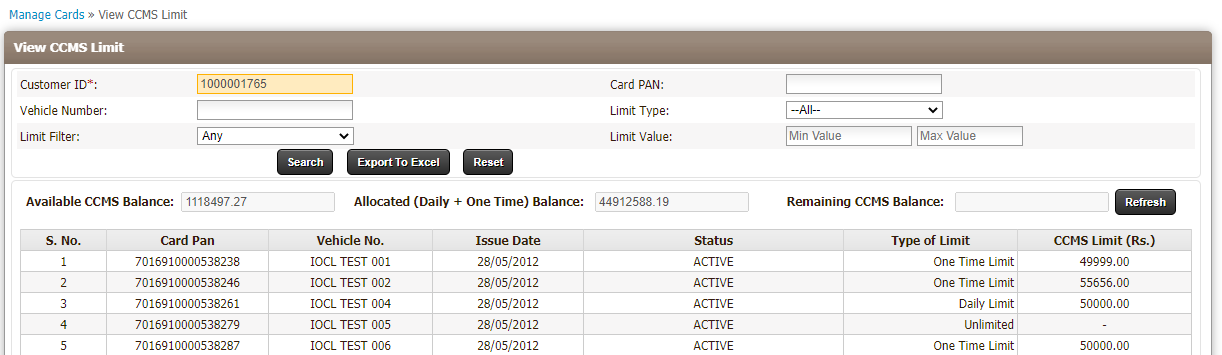 Manage Cards » View CCMS Limit
View CCMS Limit
Customer ID*: 1000001765 Card PAN:
Vehicle Number: Limit Type: --All--
Limit Filter: Any Limit Value: Min Value Max Value
Search Export To Excel Reset
Available CCMS Balance: 1118497.27 Allocated (Daily + One Time) Balance: 44912588.19 Remaining CCMS Balance: Refresh
S. No. Card Pan Vehicle No. Issue Date Status Type of Limit CCMS Limit (Rs.)
1 7016910000538238 IOCL TEST 001 28/05/2012 ACTIVE One Time Limit 49999.00
2 7016910000538246 IOCL TEST 002 28/05/2012 ACTIVE One Time Limit 55656.00
3 7016910000538261 IOCL TEST 004 28/05/2012 ACTIVE Daily Limit 50000.00
4 7016910000538279 IOCL TEST 005 28/05/2012 ACTIVE Unlimited -
5 7016910000538287 IOCL TEST 006 28/05/2012 ACTIVE One Time Limit 50000.00